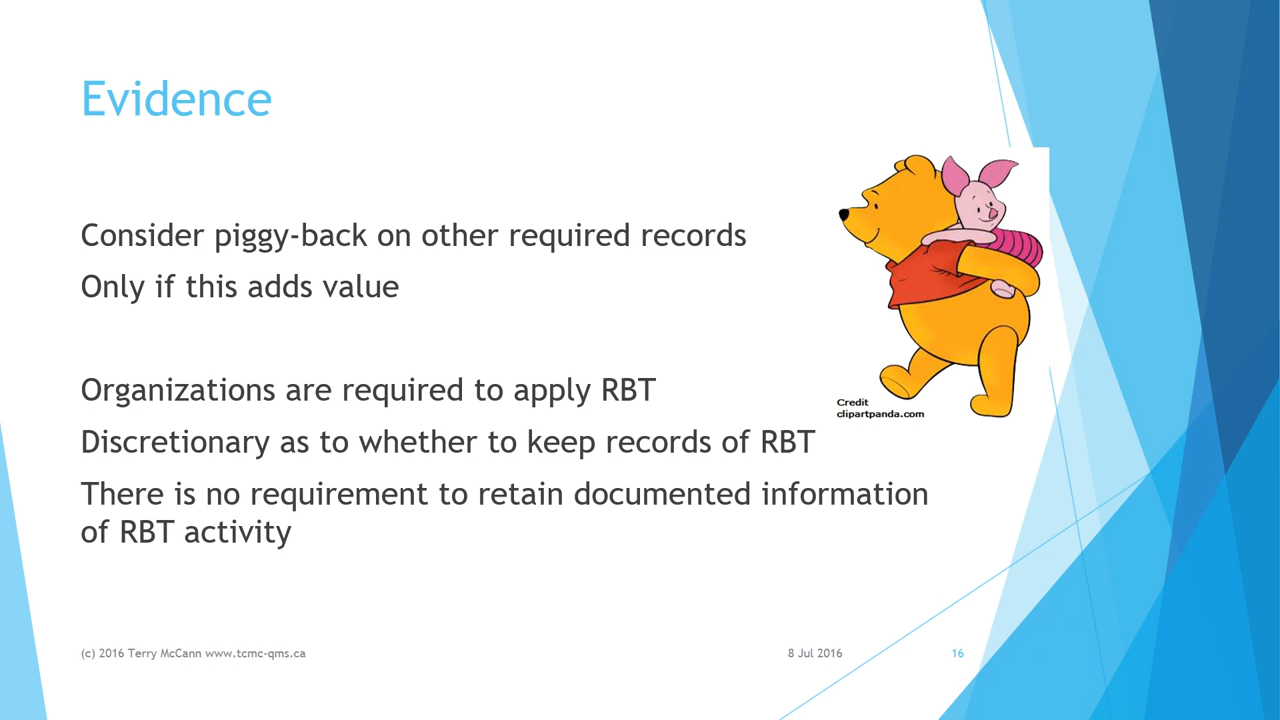 Evidence
Consider piggy-back on other required records
Only if this adds value
Credit
clipartpanda.com
Organizations are required to apply RBT
Discretionary as to whether to keep records of RBT
There is no requirement to retain documented information
of RBT activity
(c) 2016 Terry McCann www.tcmc-qms.ca
8 Jul 2016
16